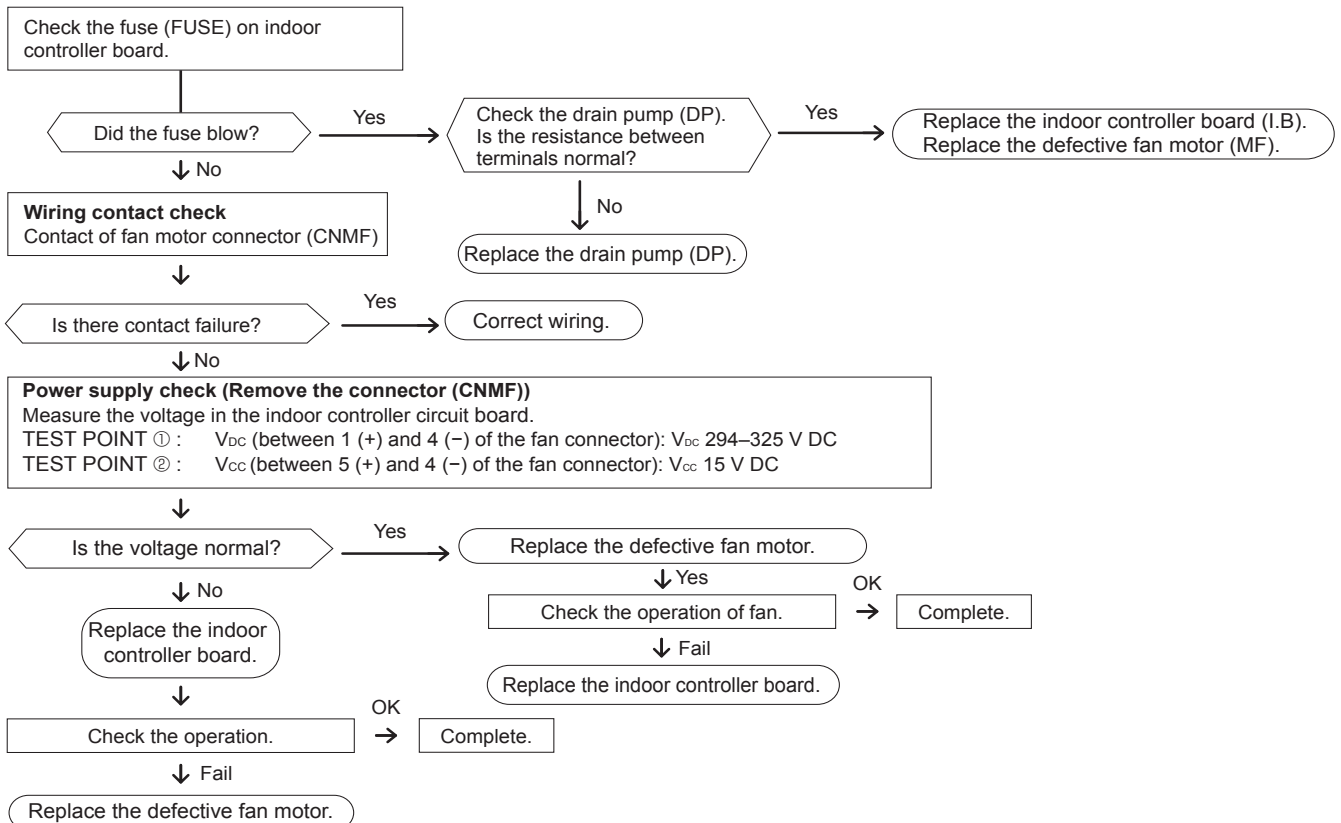 Check the fuse (FUSE) on indoor
controller board.
Did the fuse blow?
Yes
Check the drain pump (DP).
Is the resistance between
terminals normal?
Yes
Replace the indoor controller board (I.B).
Replace the defective fan motor (MF).
No
No
Replace the drain pump (DP).
Wiring contact check
Contact of fan motor connector (CNMF)
Is there contact failure?
Yes
Correct wiring.
No
Power supply check (Remove the connector (CNMF))
Measure the voltage in the indoor controller circuit board.
TEST POINT ① : VDC (between 1 (+) and 4 (−) of the fan connector): VDC 294–325 V DC
TEST POINT ② : VCC (between 5 (+) and 4 (−) of the fan connector): VCC 15 V DC
Is the voltage normal?
Yes
Replace the defective fan motor.
Yes
Check the operation of fan.
OK
Complete.
Fail
Replace the indoor controller board.
No
Replace the indoor
controller board.
Check the operation.
OK
Complete.
Fail
Replace the defective fan motor.